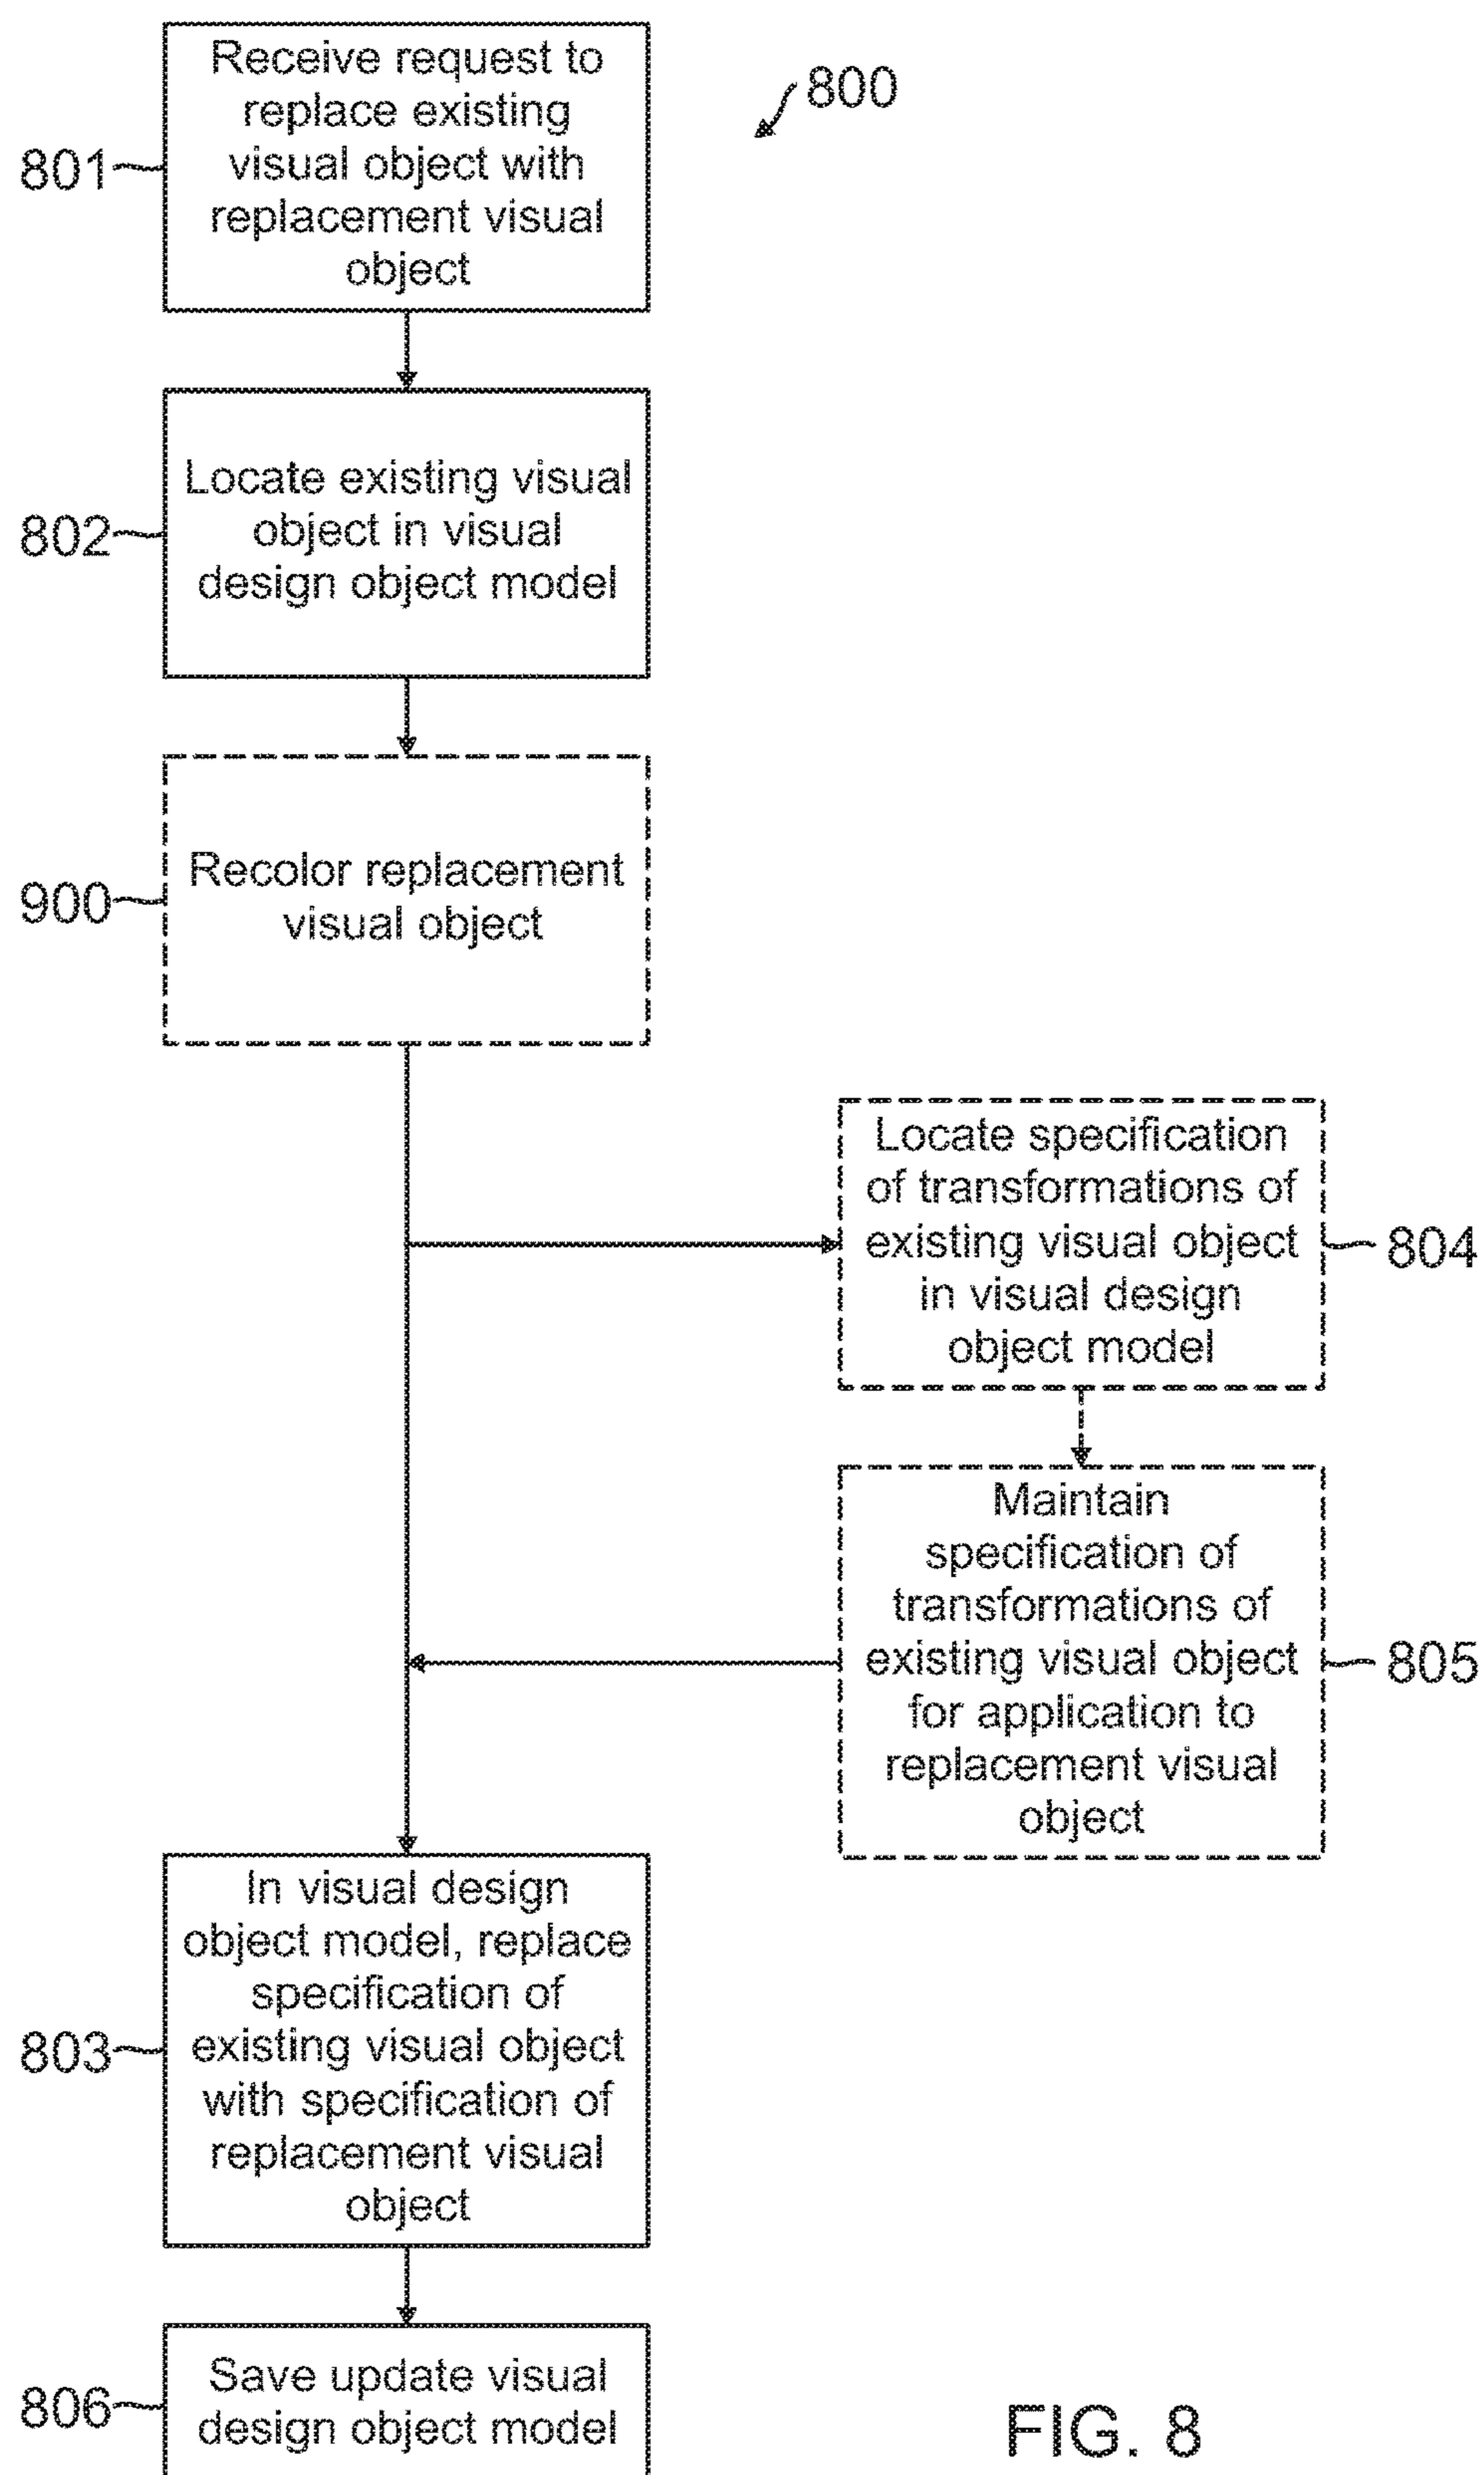 Receive request to
replace existing
visual object with
replacement visual
object
801
800
Locate existing visual
object in visual
design object model
802
Recolor replacement
visual object
900
Locate specification
of transformations of
existing visual object
in visual design
object model
804
Maintain
specification of
transformations of
existing visual object
for application to
replacement visual
object
805
In visual design
object model, replace
specification of
existing visual object
with specification of
replacement visual
object
803
Save update visual
design object model
806
FIG. 8